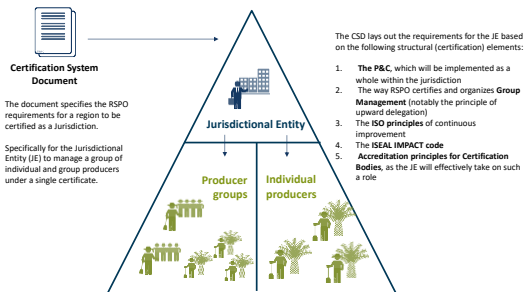 Certification System
Document
The document specifies the RSPO
requirements for a region to be
certified as a Jurisdiction.
Specifically for the Jurisdictional
Entity (JE) to manage a group of
individual and group producers
under a single certificate.
Jurisdictional Entity
Producer
groups
Individual
producers
The CSD lays out the requirements for the JE based
on the following structural (certification) elements:
1. The P&C, which will be implemented as a
whole within the jurisdiction
2. The way RSPO certifies and organizes Group
Management (notably the principle of
upward delegation)
3. The ISO principles of continuous
improvement
4. The ISEAL IMPACT code
5. Accreditation principles for Certification
Bodies, as the JE will effectively take on such
a role